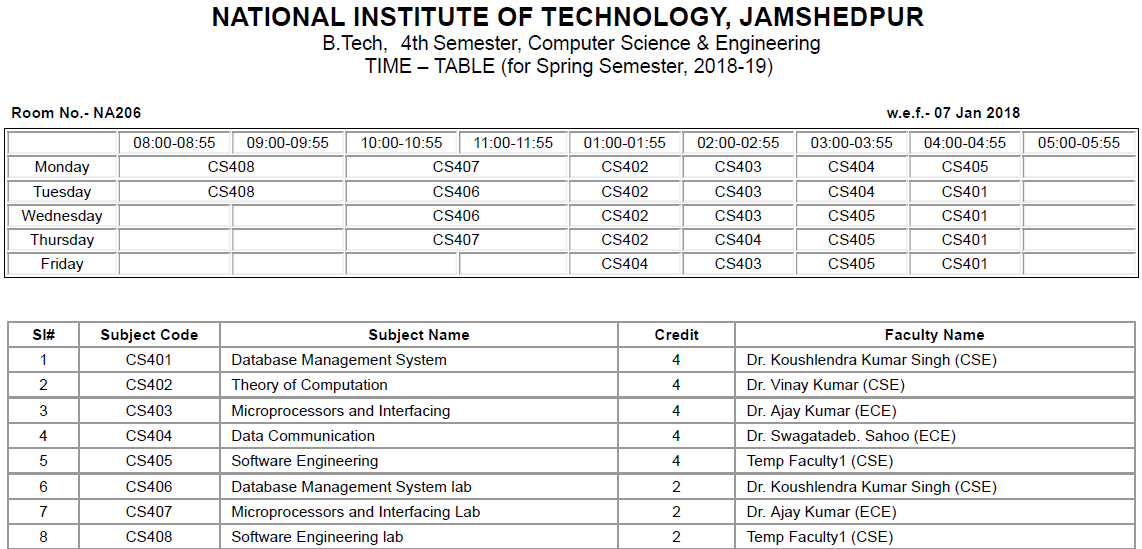 NATIONAL INSTITUTE OF TECHNOLOGY, JAMSHEDPUR
B.Tech, 4th Semester, Computer Science & Engineering
TIME – TABLE (for Spring Semester, 2018-19)
Room No.- NA206 w.e.f.- 07 Jan 2018
08:00-08:55 09:00-09:55 10:00-10:55 11:00-11:55 01:00-01:55 02:00-02:55 03:00-03:55 04:00-04:55 05:00-05:55
Monday CS408 CS407 CS402 CS403 CS404 CS405
Tuesday CS408 CS406 CS402 CS403 CS404 CS401
Wednesday CS406 CS402 CS403 CS405 CS401
Thursday CS407 CS402 CS404 CS405 CS401
Friday CS404 CS403 CS405 CS401
Sl# Subject Code Subject Name Credit Faculty Name
1 CS401 Database Management System 4 Dr. Koushlendra Kumar Singh (CSE)
2 CS402 Theory of Computation 4 Dr. Vinay Kumar (CSE)
3 CS403 Microprocessors and Interfacing 4 Dr. Ajay Kumar (ECE)
4 CS404 Data Communication 4 Dr. Swagatadeb. Sahoo (ECE)
5 CS405 Software Engineering 4 Temp Faculty1 (CSE)
6 CS406 Database Management System lab 2 Dr. Koushlendra Kumar Singh (CSE)
7 CS407 Microprocessors and Interfacing Lab 2 Dr. Ajay Kumar (ECE)
8 CS408 Software Engineering lab 2 Temp Faculty1 (CSE)